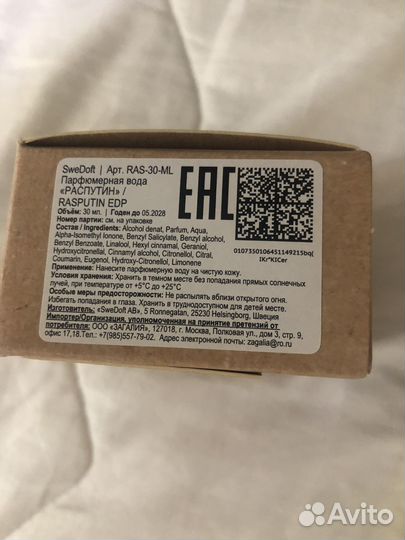 SweDoft | Арт. RAS-30-ML
Парфюмерная вода
«РАСПУТИН» /
RASPUTIN EDP
Объём: 30 мл. | Годен до 05.2028
Номер партии: см. на упаковке
Состав / Ingredients: Alcohol denat, Parfum, Aqua,
Alpha-Isomethyl Ionone, Benzyl Salicylate, Benzyl alcohol,
Benzyl Benzoate, Linalool, Hexyl cinnamal, Geraniol,
Hydroxycitronellal, Cinnamyl alcohol, Citronellol, Citral,
Coumarin, Eugenol, Hydroxy-Citronellol, Limonene
Применение: Нанесите парфюмерную воду на чистую кожу.
Хранить в темном месте без попадания прямых солнечных
лучей, при температуре от +5°C до +25°C
Особые меры предосторожности: Не распылять вблизи открытого огня.
Избегать попадания в глаза. Хранить в труднодоступном для детей месте.
Изготовитель: «SweDoft AB», 5 Ronnegatan, 25230 Helsingborg, Швеция
Импортер/Организация, уполномоченная на принятие претензий от
потребителя: ООО «ЗАГАЛИЯ», 127018, г. Москва, Полковая ул., дом 3, стр. 9,
офис 17,18.Тел.: +7(985)557-79-02. Адрес электронной почты:
zagalia@ro.ru
EAC
0107350106451149215bq(
IKr*KICer
Avito